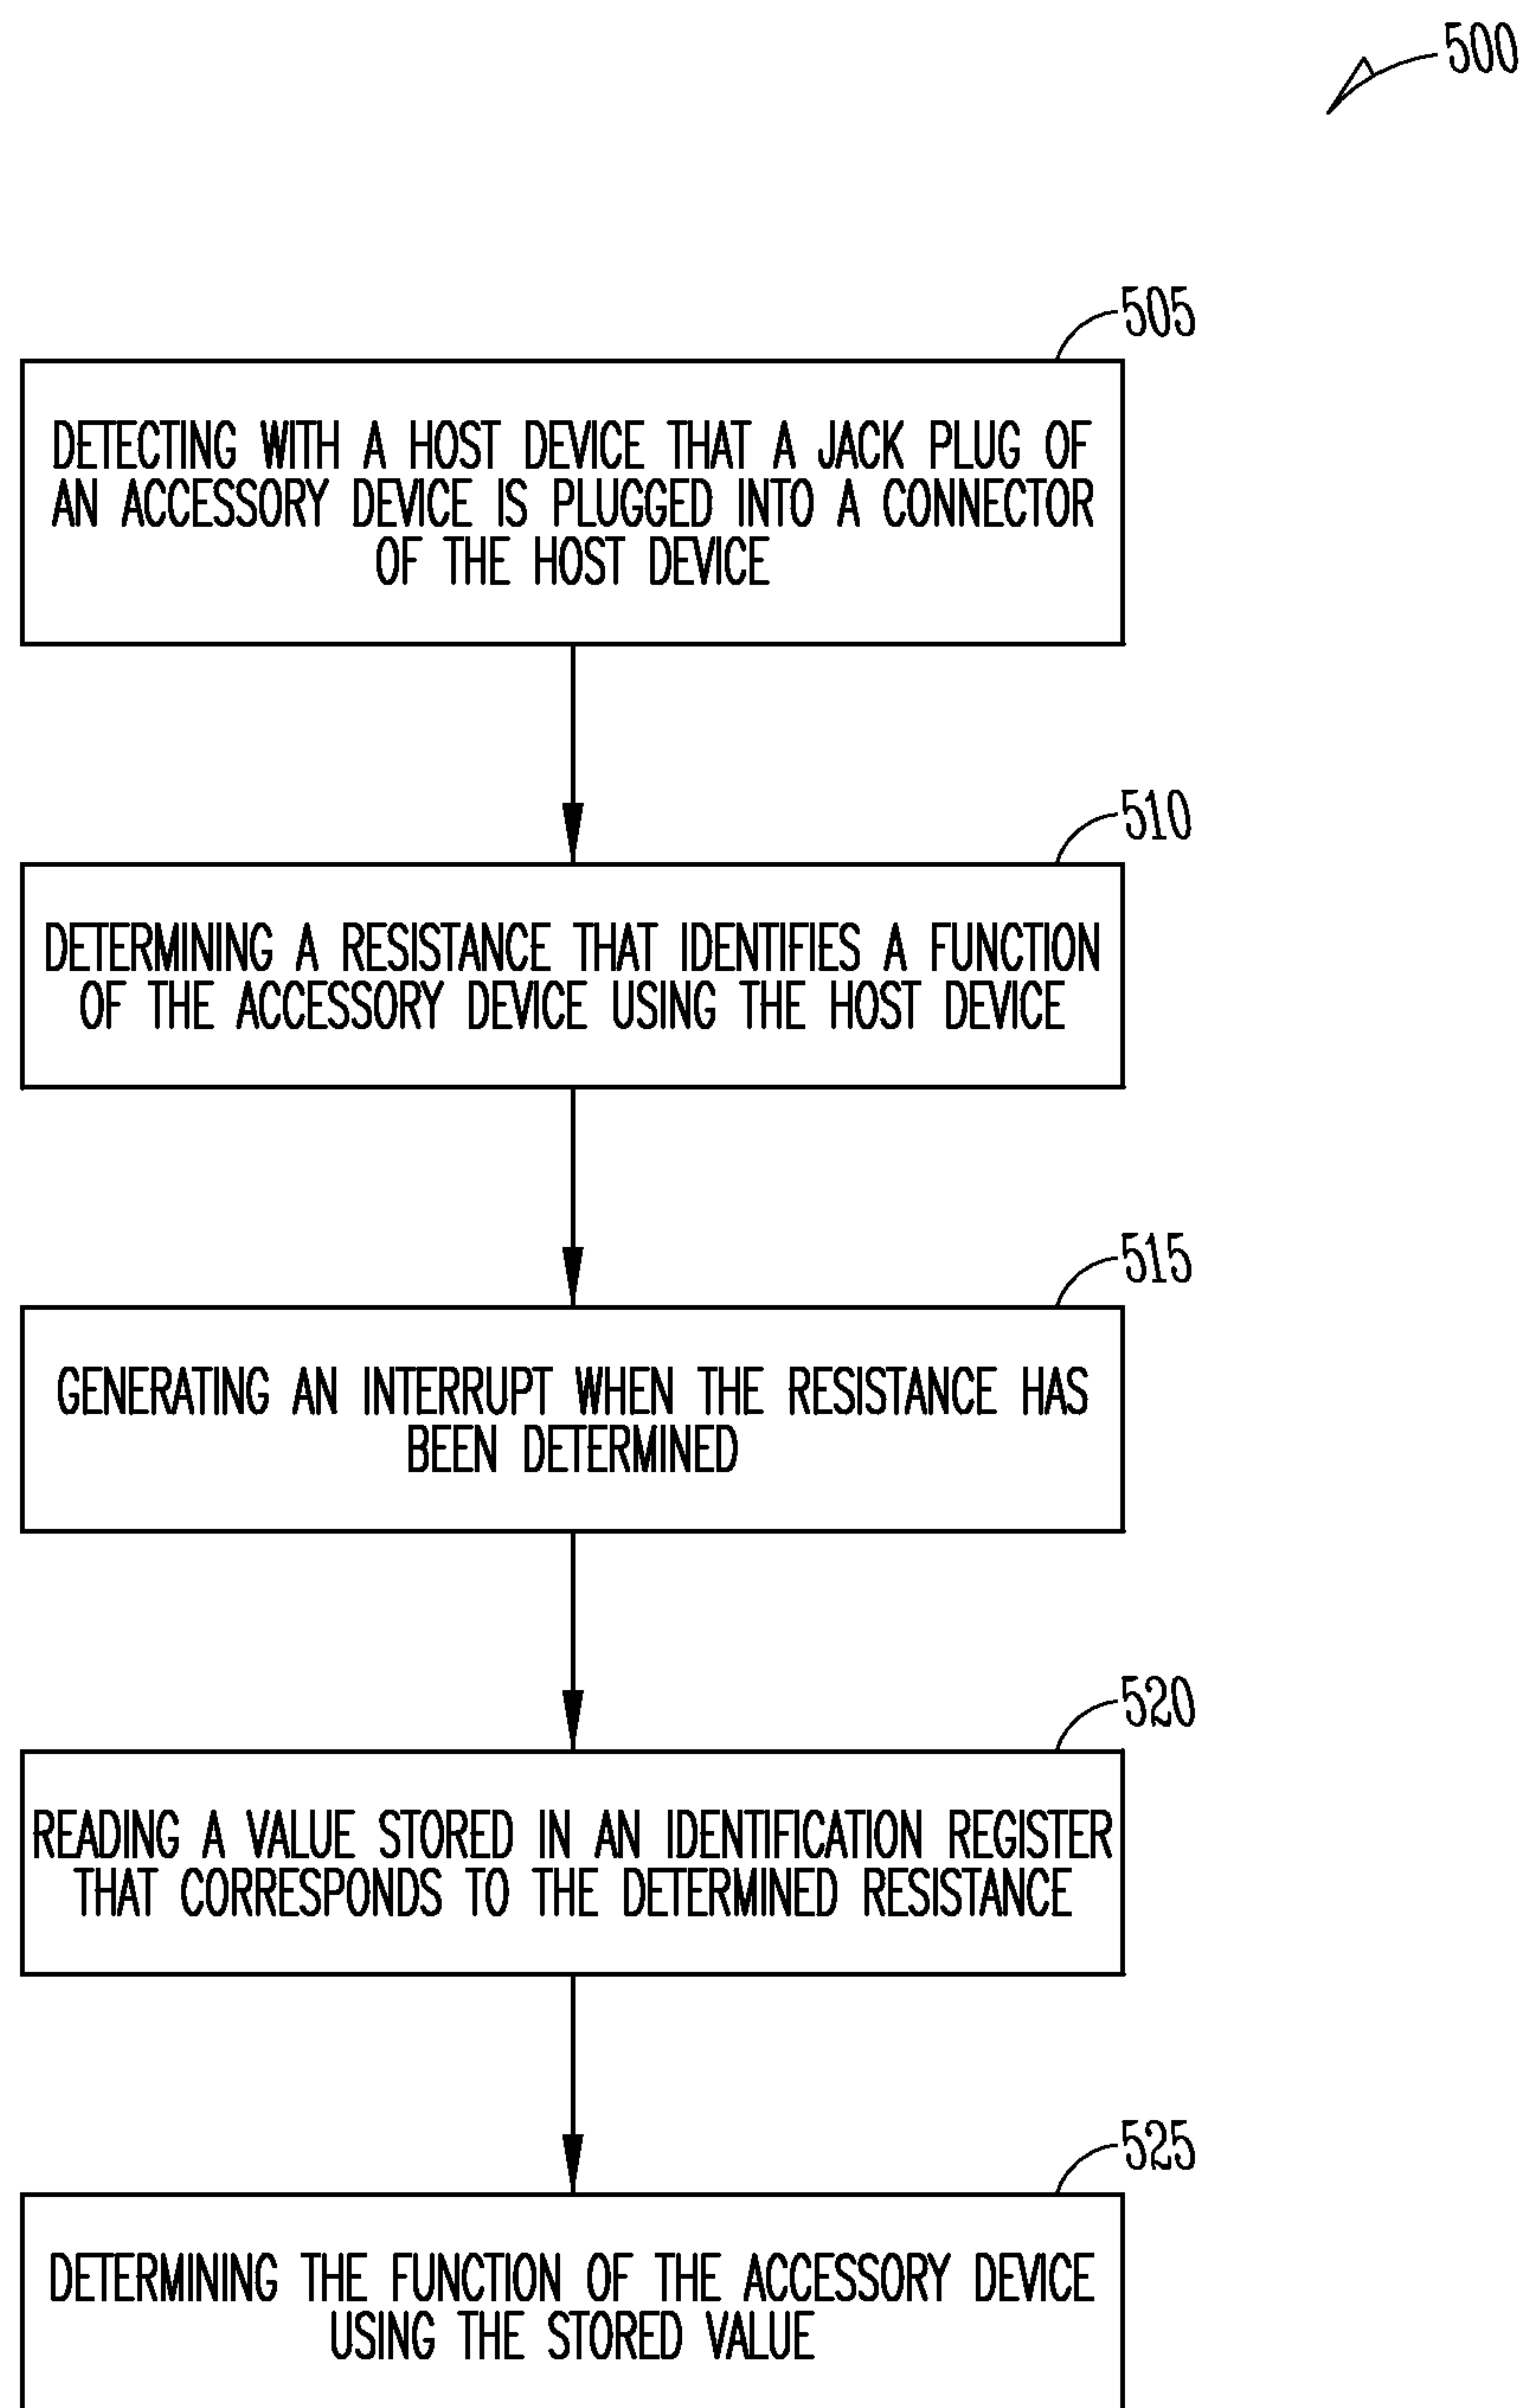 500
505
DETECTING WITH A HOST DEVICE THAT A JACK PLUG OF
AN ACCESSORY DEVICE IS PLUGGED INTO A CONNECTOR
OF THE HOST DEVICE
510
DETERMINING A RESISTANCE THAT IDENTIFIES A FUNCTION
OF THE ACCESSORY DEVICE USING THE HOST DEVICE
515
GENERATING AN INTERRUPT WHEN THE RESISTANCE HAS
BEEN DETERMINED
520
READING A VALUE STORED IN AN IDENTIFICATION REGISTER
THAT CORRESPONDS TO THE DETERMINED RESISTANCE
525
DETERMINING THE FUNCTION OF THE ACCESSORY DEVICE
USING THE STORED VALUE